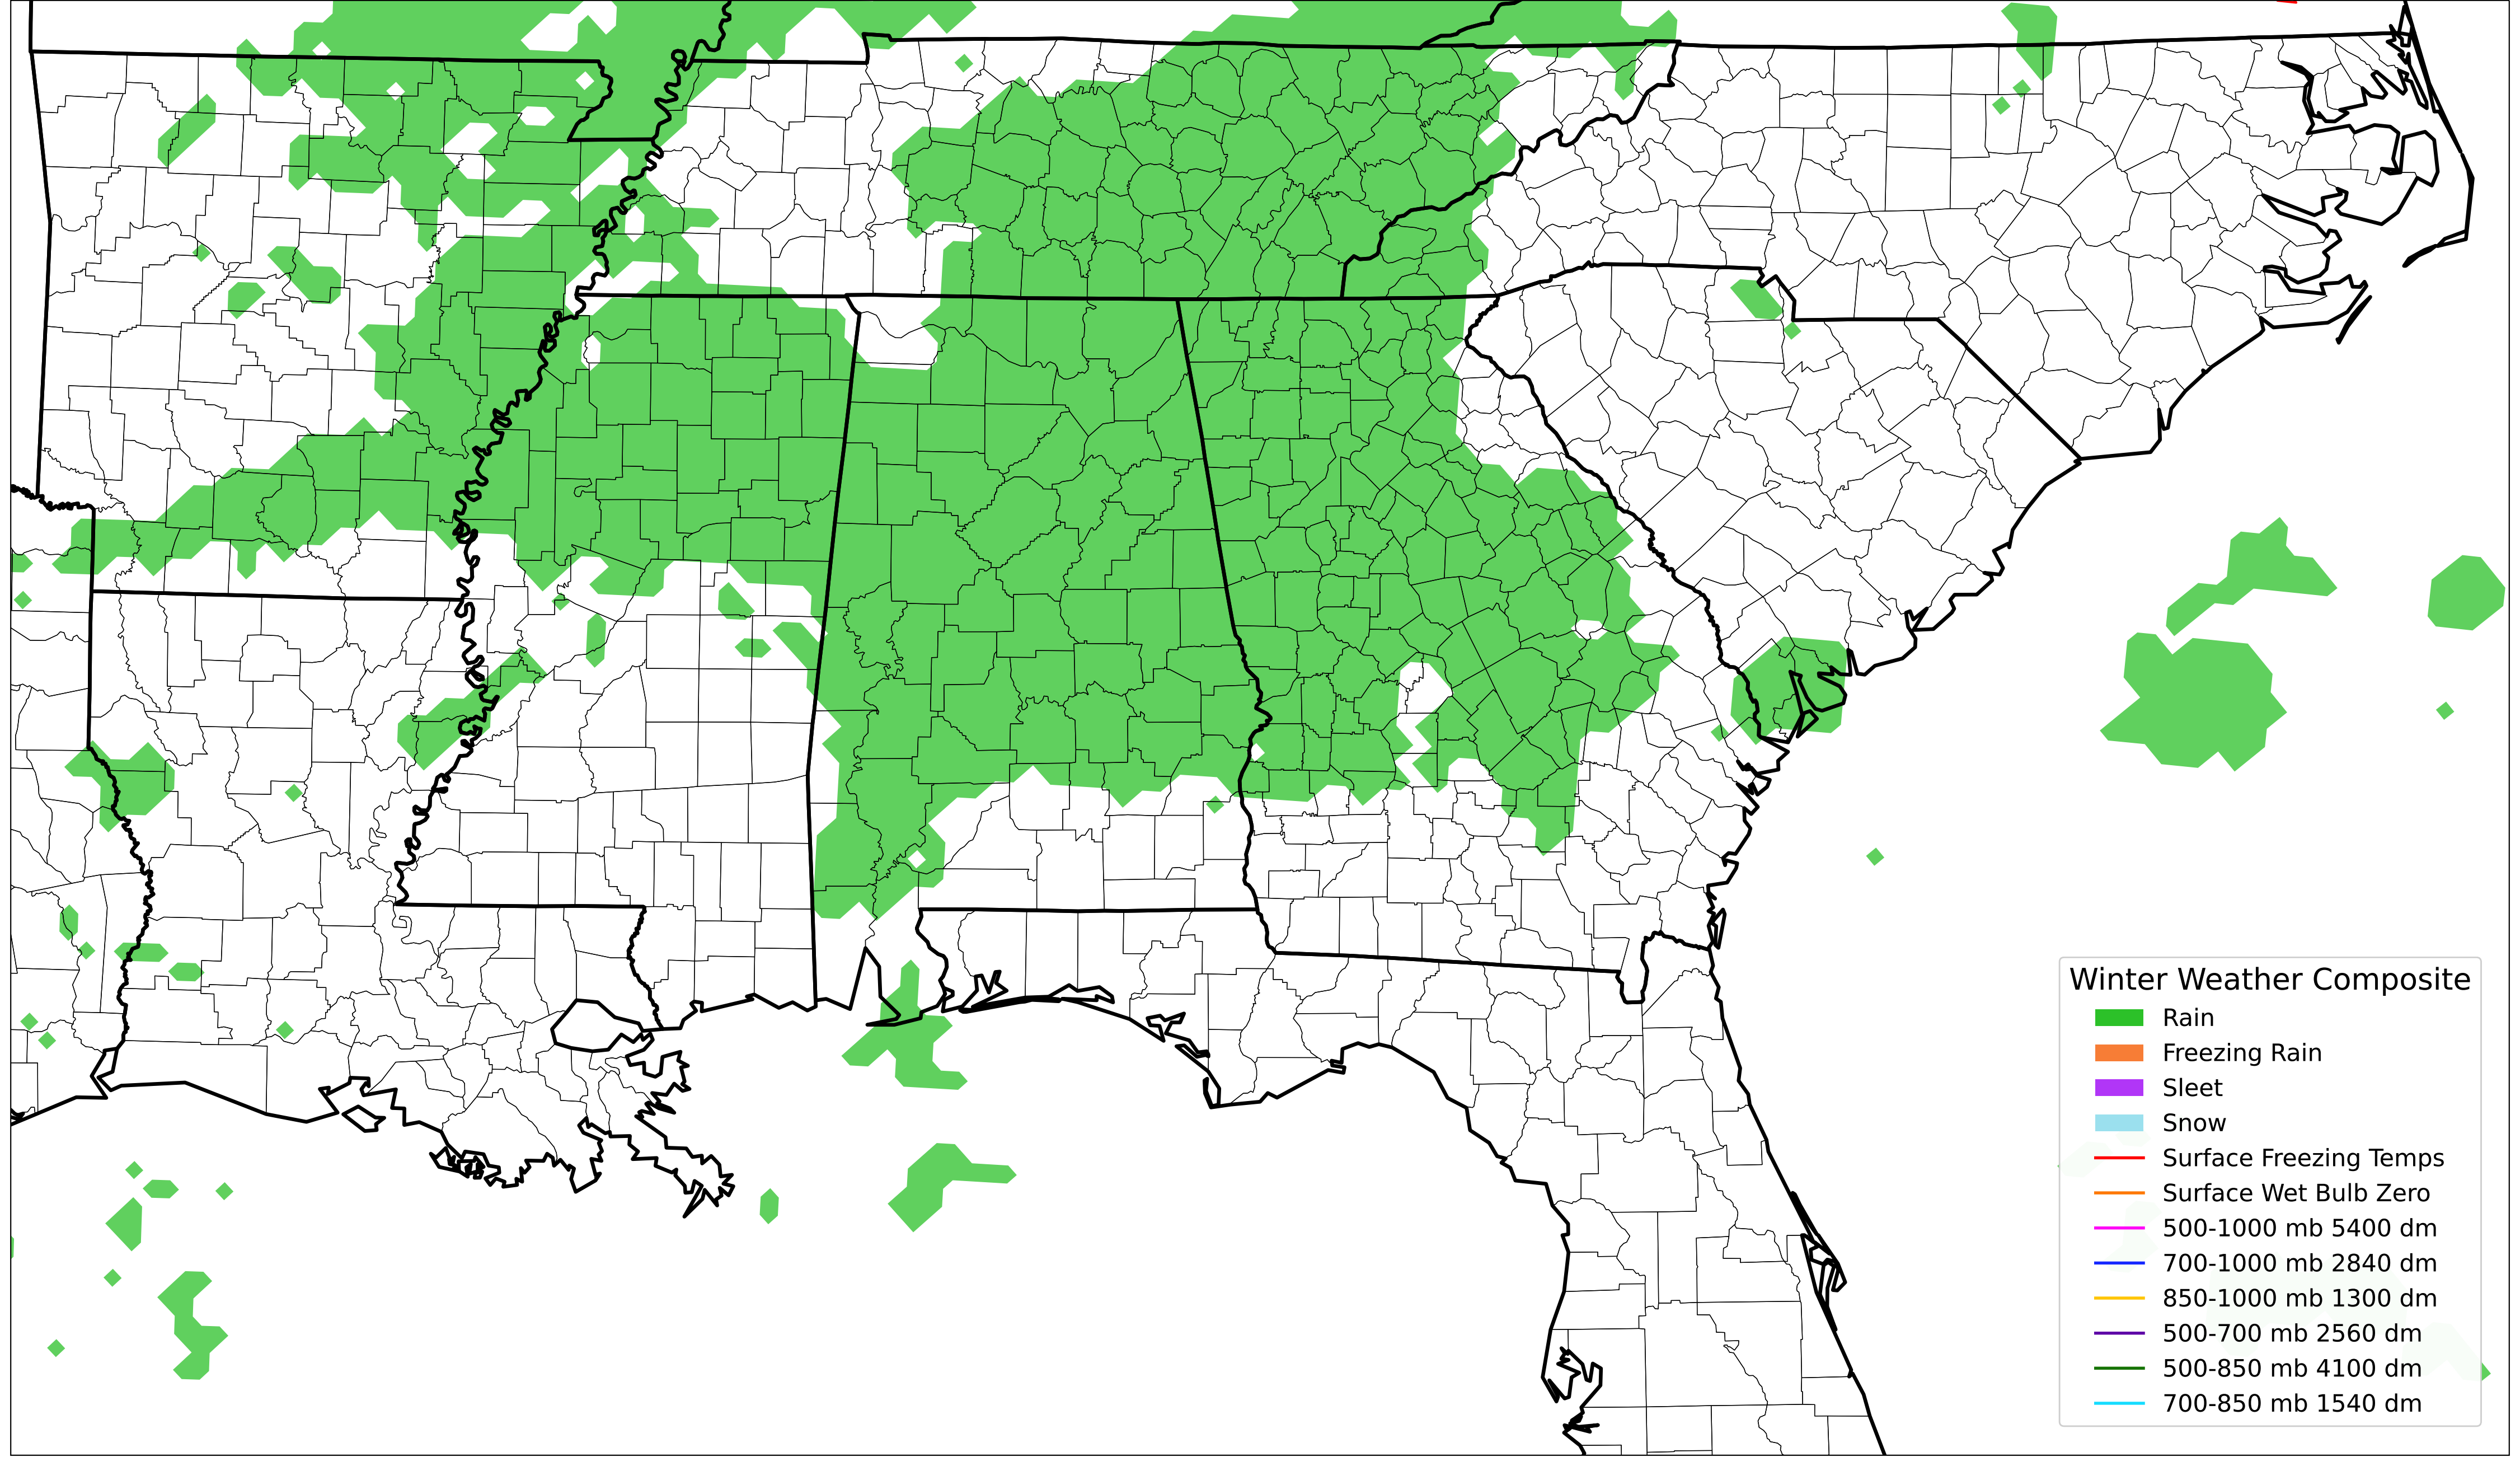 Winter Weather Composite
Rain
Freezing Rain
Sleet
Snow
Surface Freezing Temps
Surface Wet Bulb Zero
500-1000 mb 5400 dm
700-1000 mb 2840 dm
850-1000 mb 1300 dm
500-700 mb 2560 dm
500-850 mb 4100 dm
700-850 mb 1540 dm